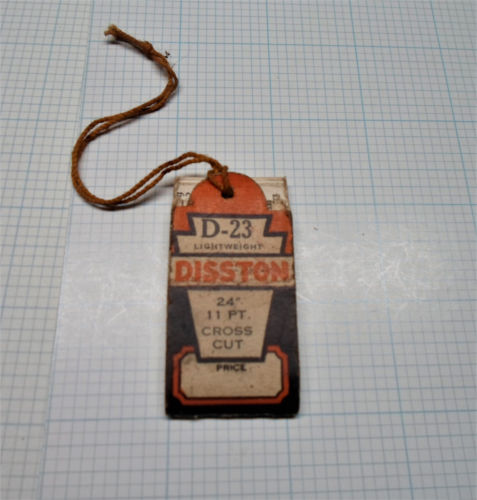 D-23
LIGHTWEIGHT
DISSTON
24"
11 PT.
CROSS
CUT
PRICE